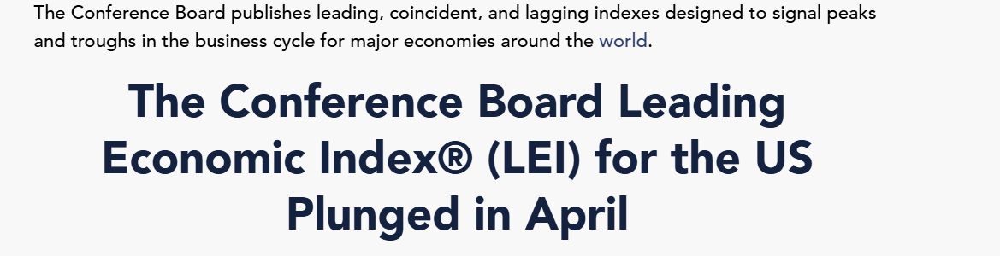 The Conference Board publishes leading, coincident, and lagging indexes designed to signal peaks
and troughs in the business cycle for major economies around the world.
The Conference Board Leading
Economic Index® (LEI) for the US
Plunged in April